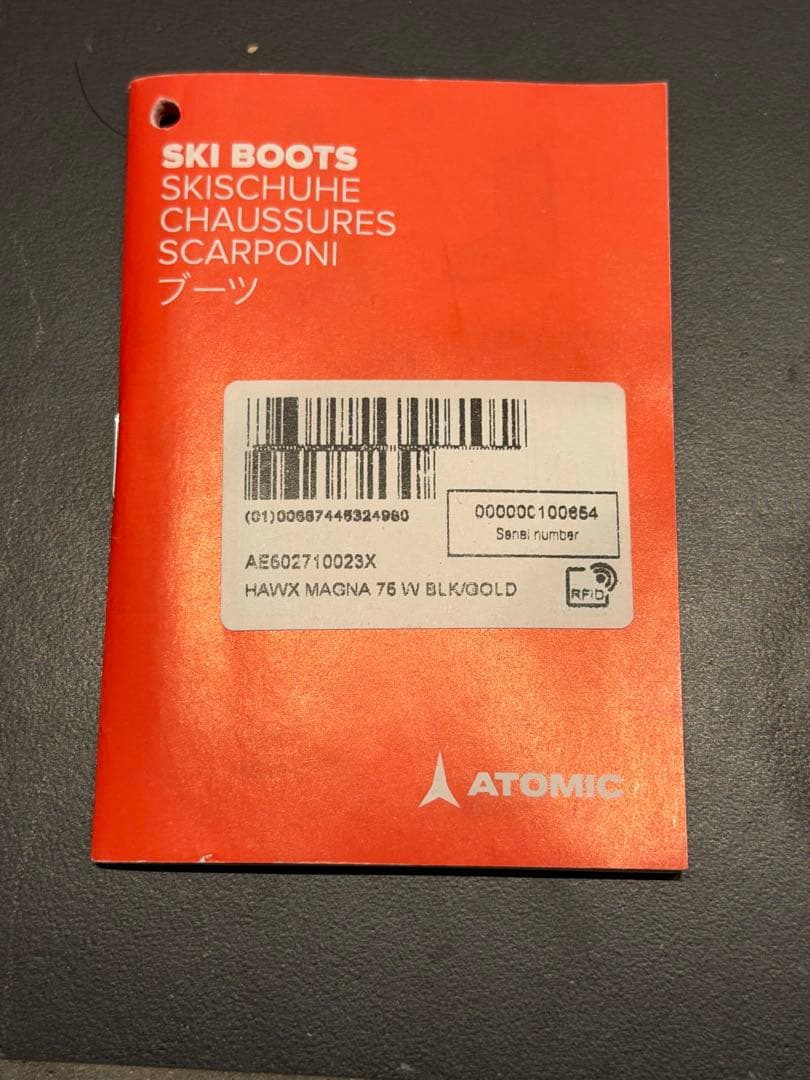 SKI BOOTS
SKISCHUHE
CHAUSSURES
SCARPONI
ブーツ
(01)00887445324980
000000100654
Serial number
AE502710023X
HAWX MAGNA 75 W BLK/GOLD
RFID
ATOMIC